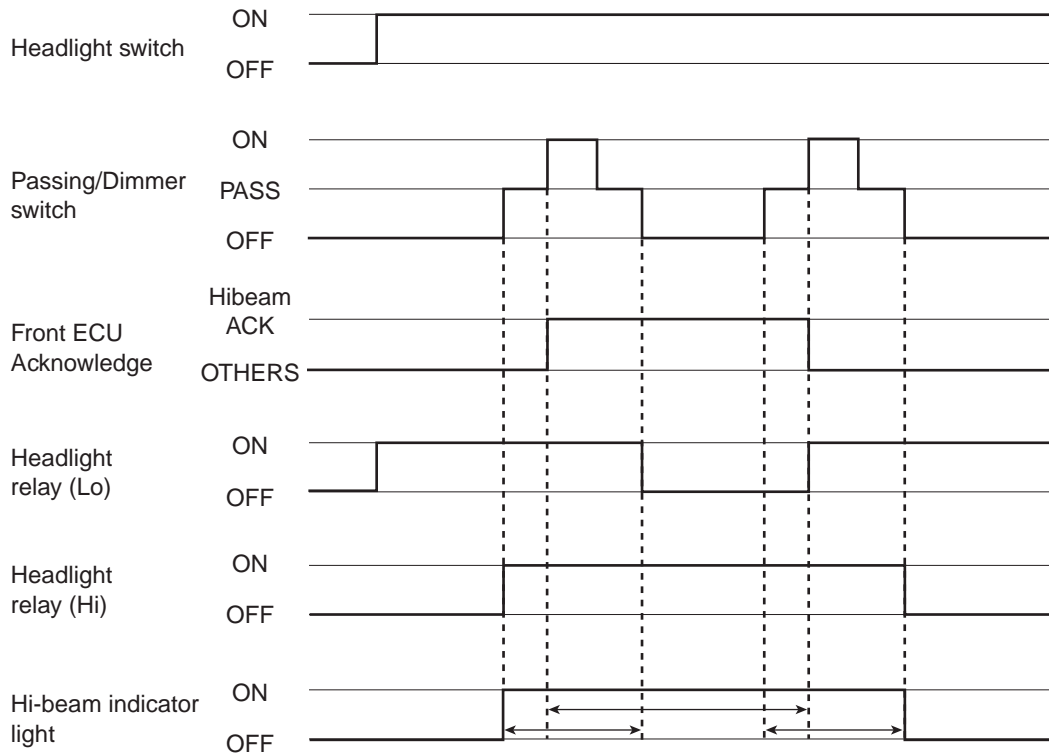 ON
Headlight switch
OFF
ON
Passing/Dimmer
PASS
switch
OFF
Hibeam
ACK
Front ECU
Acknowledge
OTHERS
ON
Headlight
relay (Lo)
OFF
ON
Headlight
relay (Hi)
OFF
ON
Hi-beam indicator
light
OFF